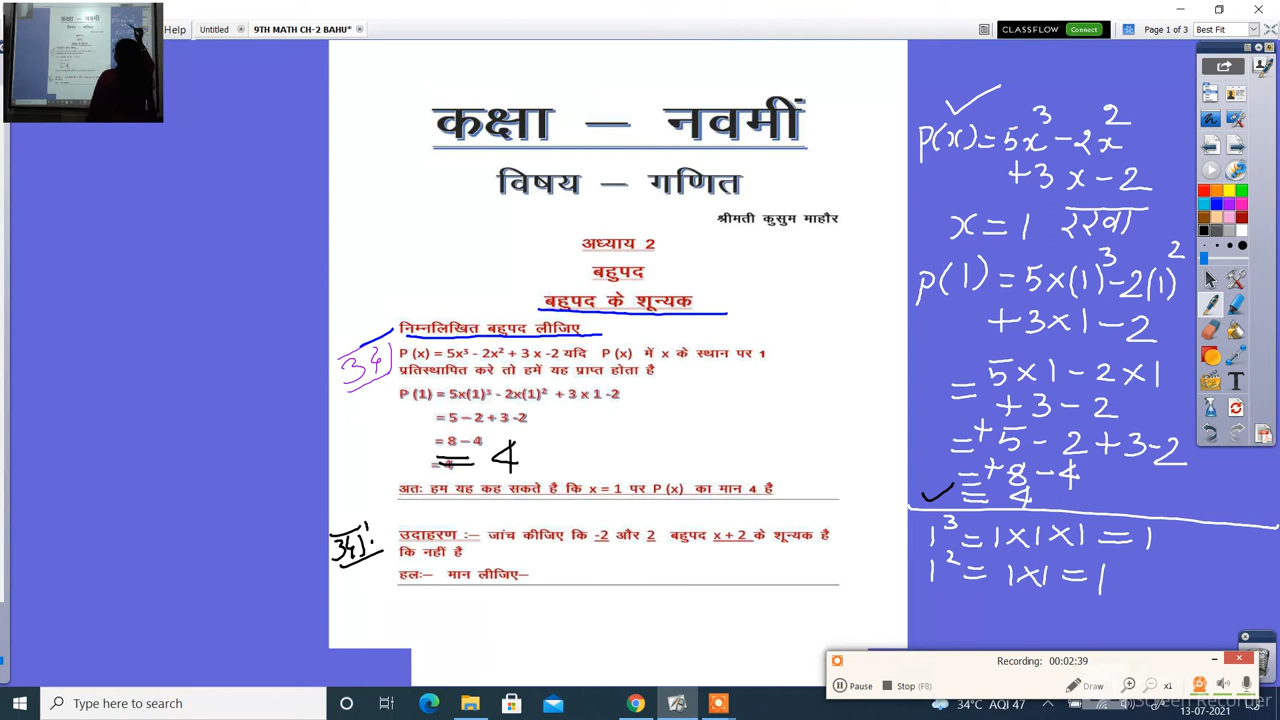 Help
Untitled
9TH MATH CH-2 BAHU*
CLASSFLOW
Connect
Page 1 of 3
Best Fit
कक्षा – नवमीं
विषय – गणित
श्रीमती कुसुम माहौर
अध्याय 2
बहुपद
बहुपद के शून्यक
निम्नलिखित बहुपद लीजिए
P (x) = 5x³ - 2x² + 3 x -2 यदि P (x) में x के स्थान पर 1
प्रतिस्थापित करे तो हमें यह प्राप्त होता है
P (1) = 5x(1)³ - 2x(1)² + 3 x 1 -2
= 5 – 2 + 3 -2
= 8 – 4
= 4
अतः हम यह कह सकते है कि x = 1 पर P (x) का मान 4 है
उदाहरण :– जांच कीजिए कि -2 और 2 बहुपद x + 2 के शून्यक है
कि नहीं है
हलः– मान लीजिए–
p(x) = 5x³ - 2x²
+ 3x - 2
x = 1 रखा
p(1) = 5×(1)³ - 2(1)²
+ 3×1 - 2
= 5×1 - 2×1
+ 3 - 2
= +5 - 2 + 3 - 2
= +8 - 4
= 4
1³ = 1×1×1 = 1
1² = 1×1 = 1
Recording: 00:02:39
Pause
Stop (F8)
Draw
x1
Type here to search
34°C AQI 47
13-07-2021
Screen Recorder